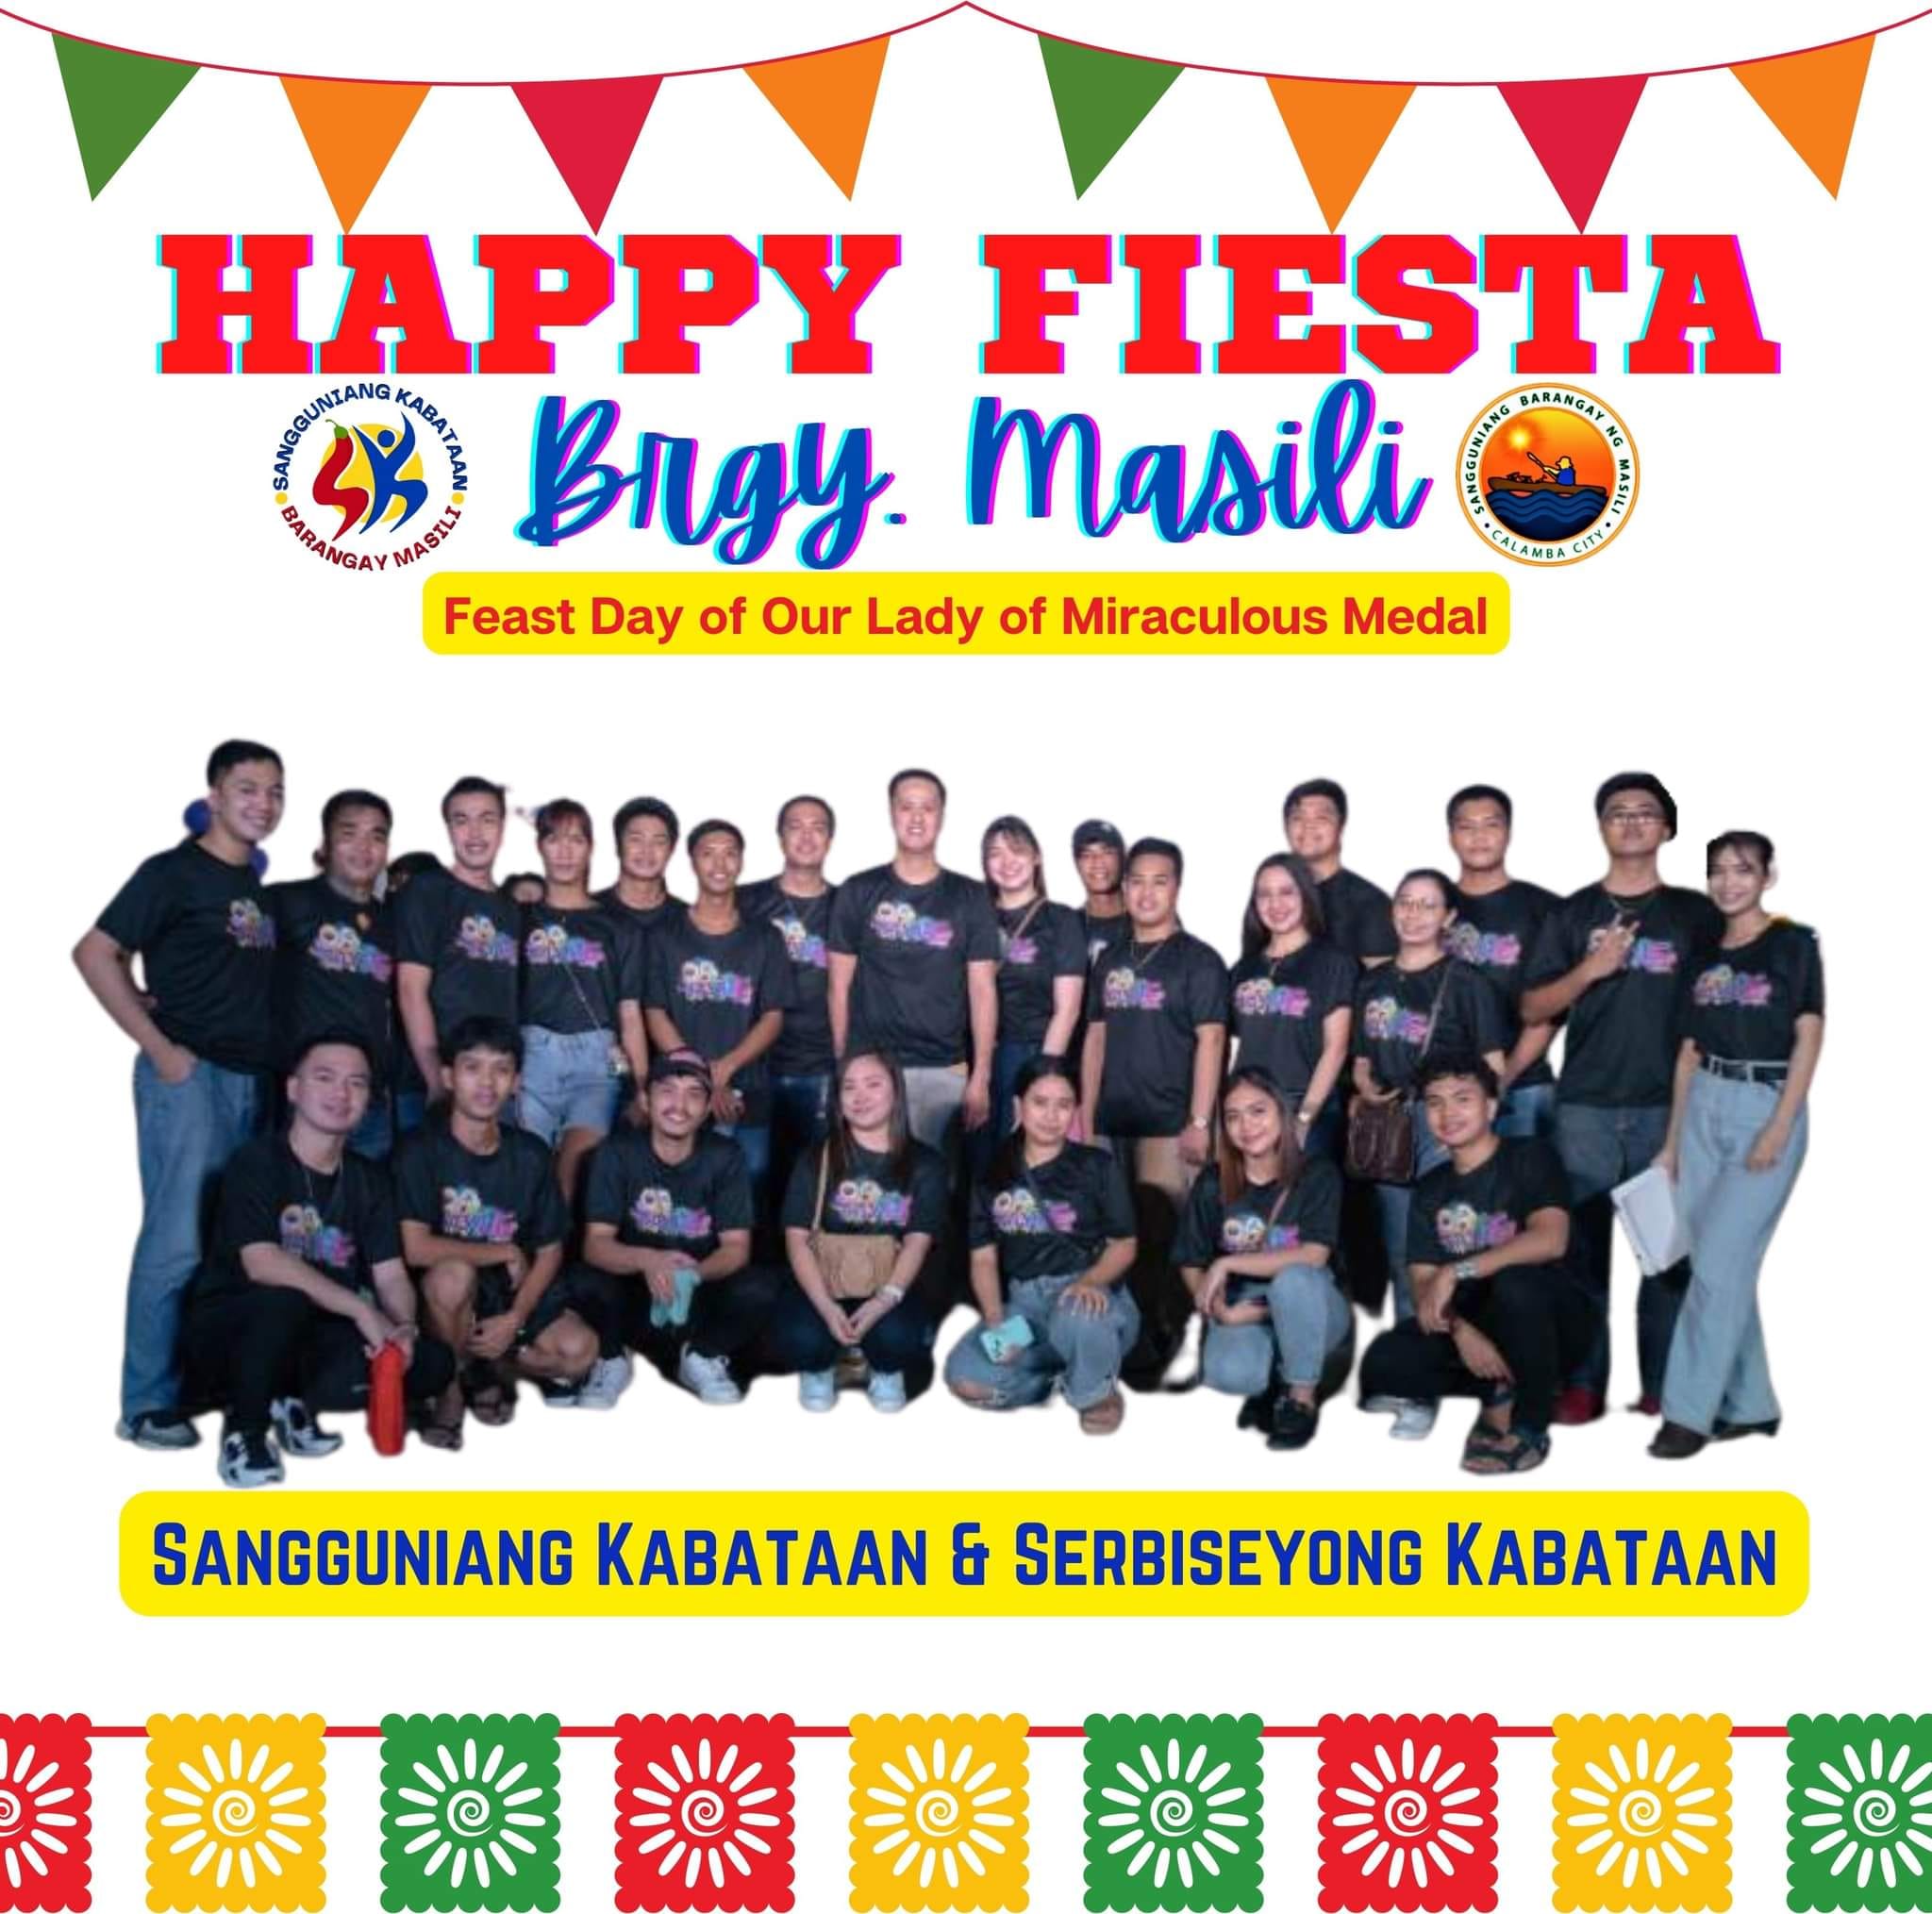 HAPPY FIESTA
SANGGUNIANG KABATAAN
BARANGAY MASILI
Brgy. Masili
SANGGUNIANG BARANGAY NG MASILI
CALAMBA CITY
Feast Day of Our Lady of Miraculous Medal
SANGGUNIANG KABATAAN & SERBISEYONG KABATAAN